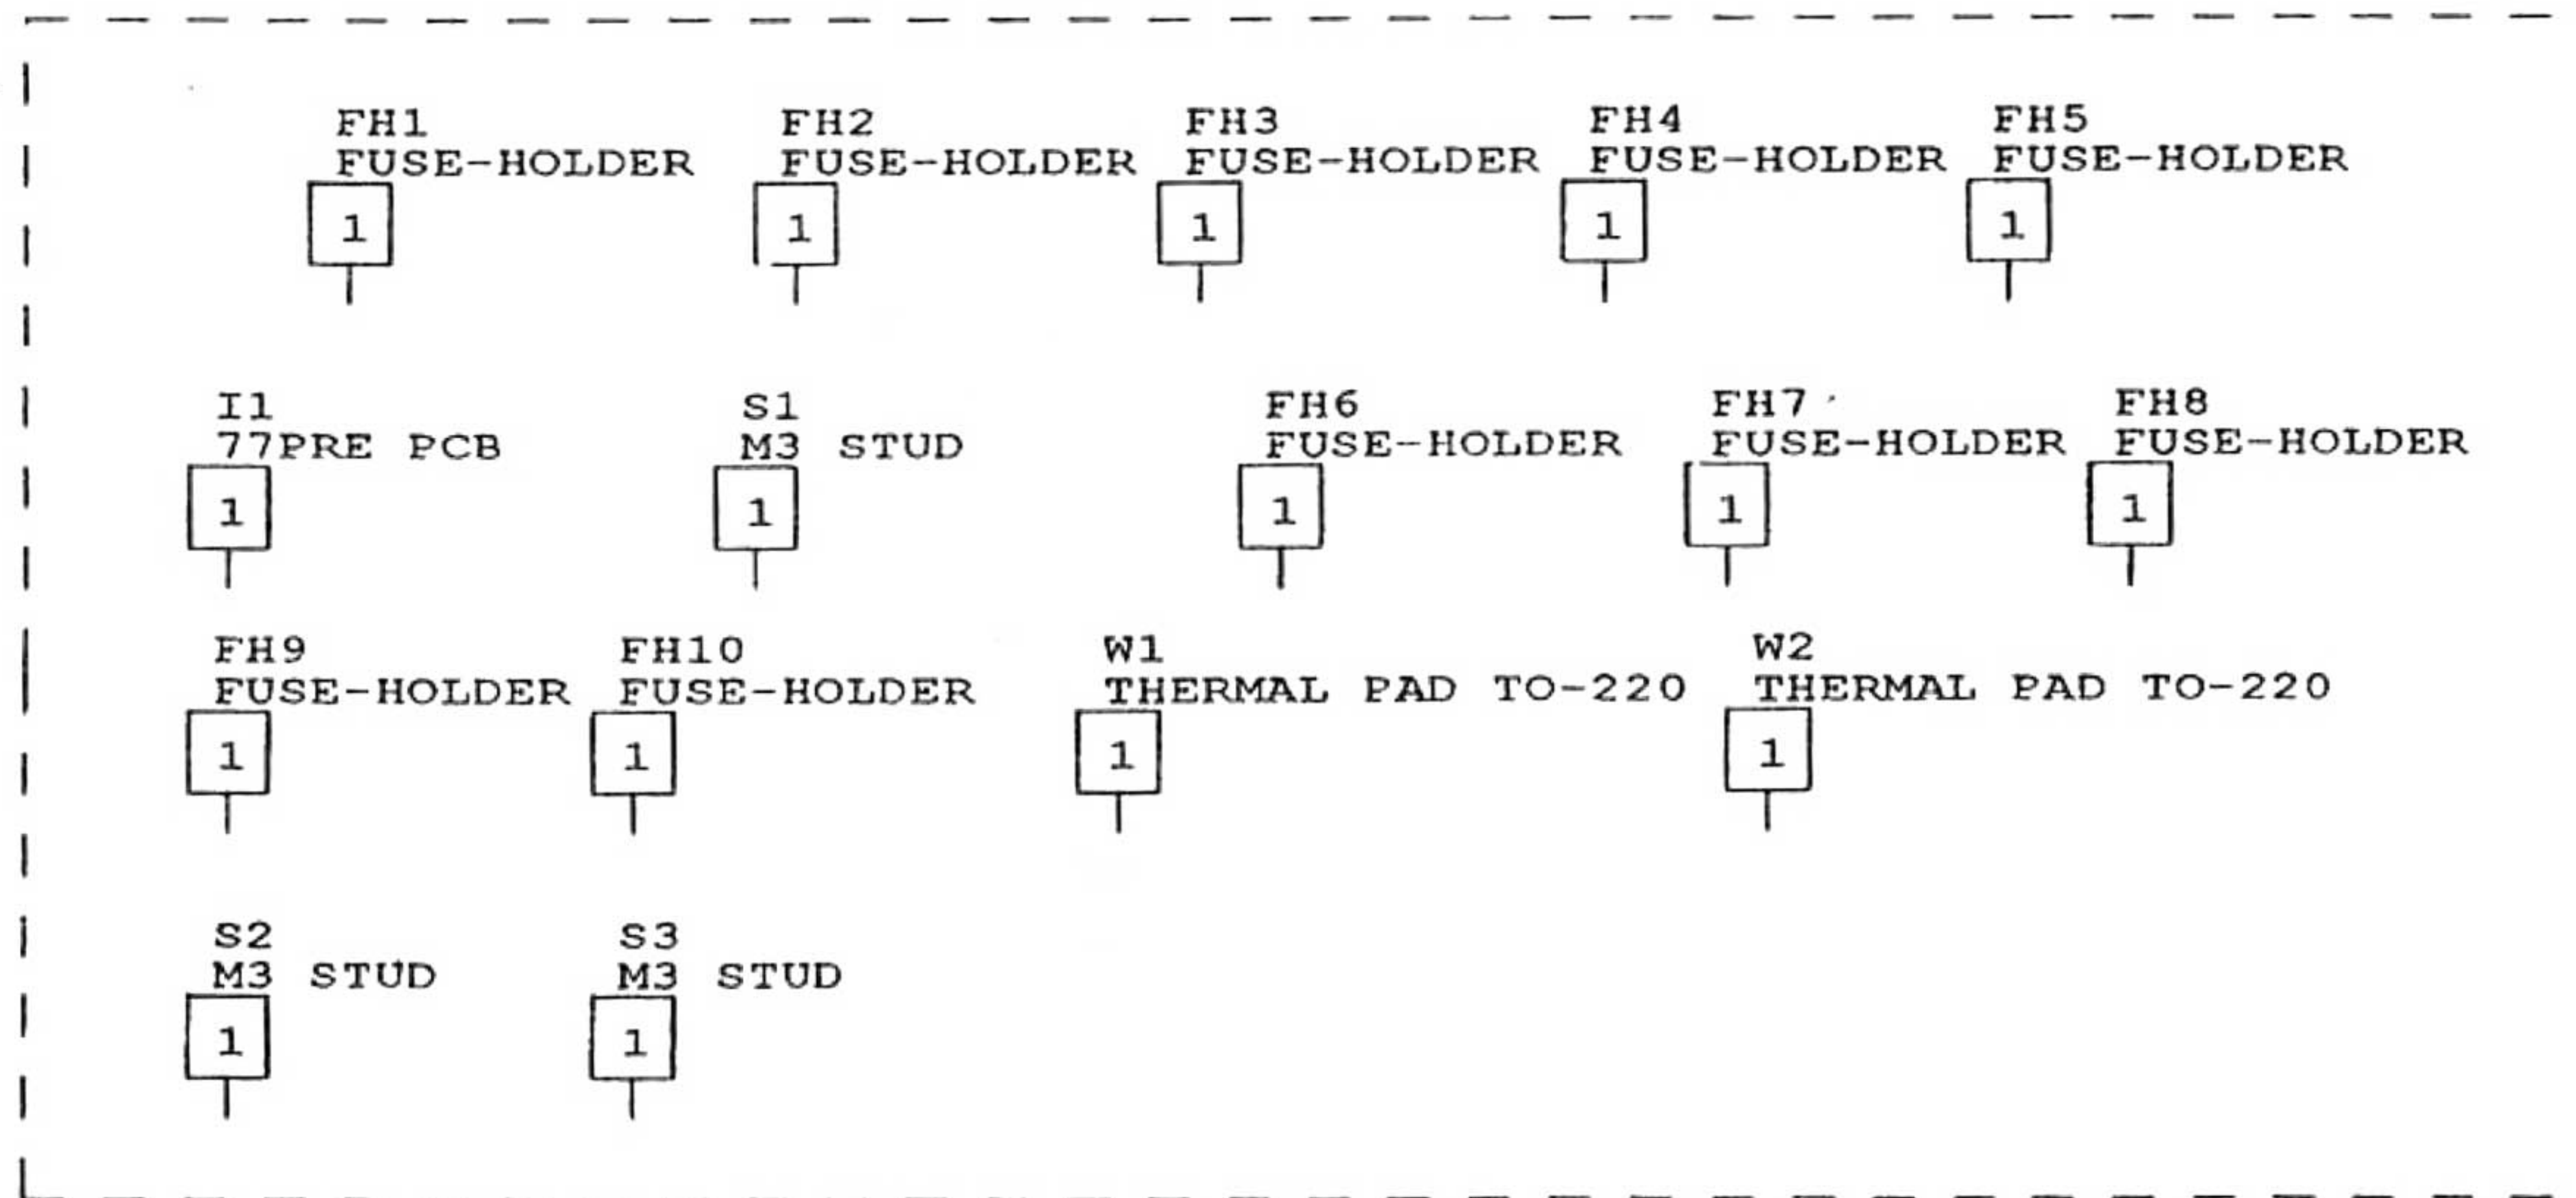 FH1
FUSE-HOLDER
1
FH2
FUSE-HOLDER
1
FH3
FUSE-HOLDER
1
FH4
FUSE-HOLDER
1
FH5
FUSE-HOLDER
1
I1
77PRE PCB
1
S1
M3 STUD
1
FH6
FUSE-HOLDER
1
FH7
FUSE-HOLDER
1
FH8
FUSE-HOLDER
1
FH9
FUSE-HOLDER
1
FH10
FUSE-HOLDER
1
W1
THERMAL PAD TO-220
1
W2
THERMAL PAD TO-220
1
S2
M3 STUD
1
S3
M3 STUD
1